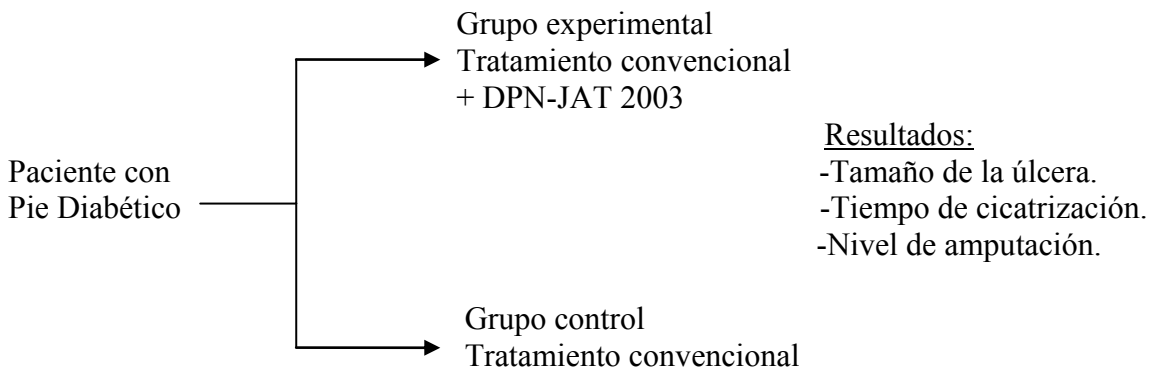 Grupo experimental
Tratamiento convencional
+ DPN-JAT 2003
Resultados:
-Tamaño de la úlcera.
-Tiempo de cicatrización.
-Nivel de amputación.
Paciente con
Pie Diabético
Grupo control
Tratamiento convencional